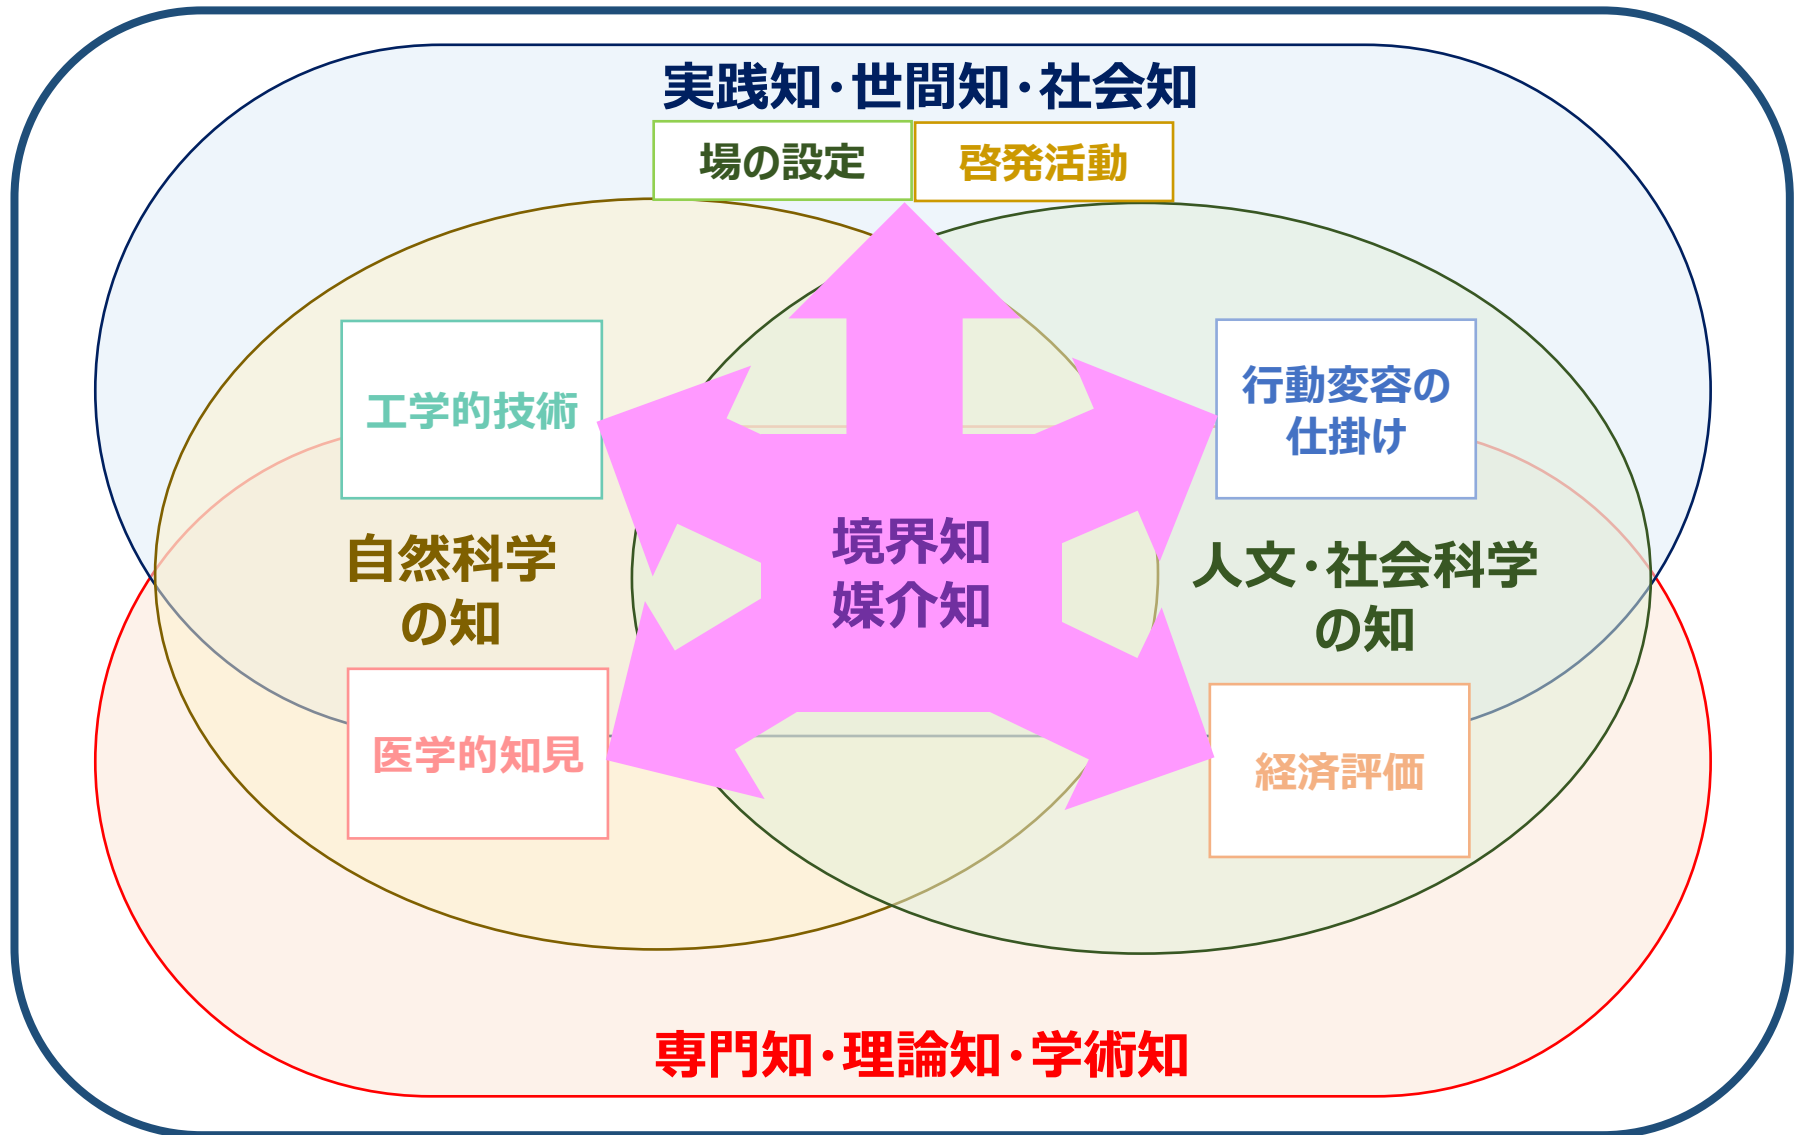 実践知・世間知・社会知
場の設定
啓発活動
工学的技術
行動変容の
仕掛け
境界知
媒介知
自然科学
の知
人文・社会科学
の知
医学的知見
経済評価
専門知・理論知・学術知